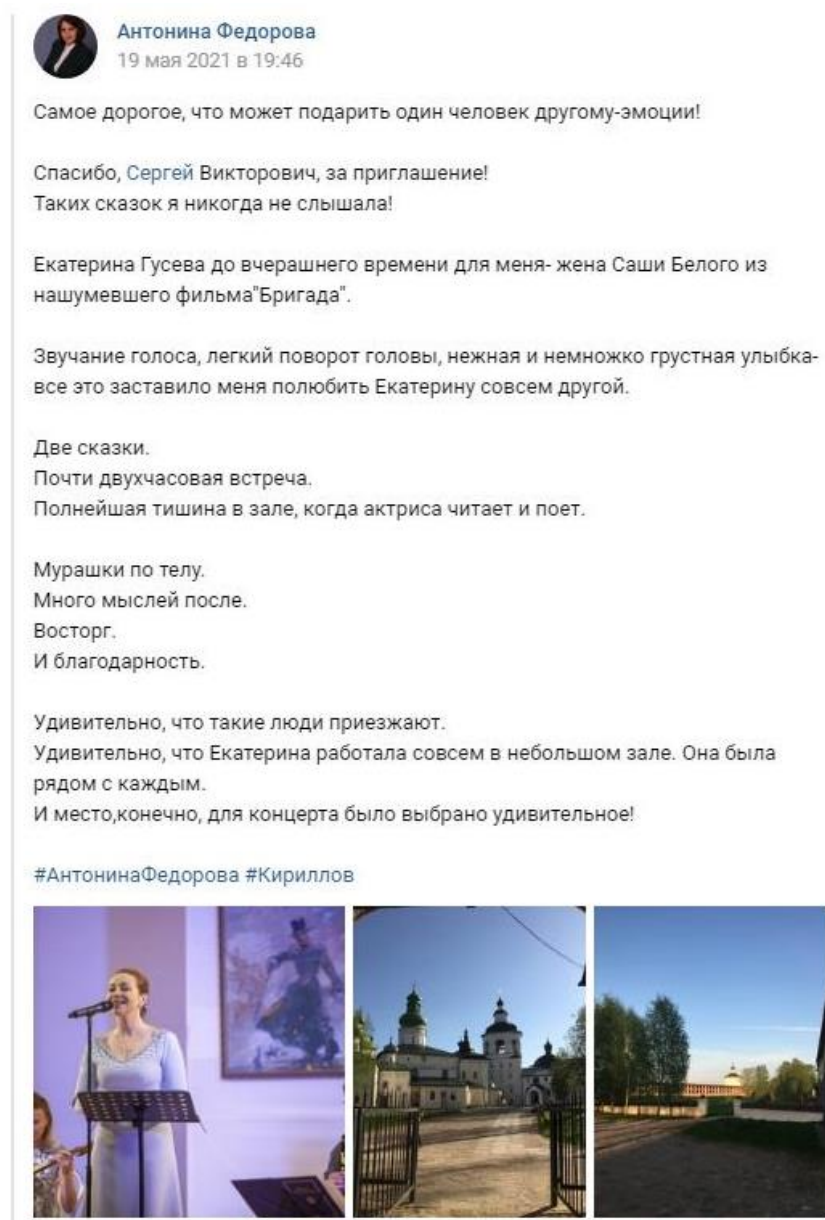 Антонина Федорова
19 мая 2021 в 19:46
Самое дорогое, что может подарить один человек другому-эмоции!
Спасибо, Сергей Викторович, за приглашение!
Таких сказок я никогда не слышала!
Екатерина Гусева до вчерашнего времени для меня- жена Саши Белого из
нашумевшего фильма"Бригада".
Звучание голоса, легкий поворот головы, нежная и немножко грустная улыбка-
все это заставило меня полюбить Екатерину совсем другой.
Две сказки.
Почти двухчасовая встреча.
Полнейшая тишина в зале, когда актриса читает и поет.
Мурашки по телу.
Много мыслей после.
Восторг.
И благодарность.
Удивительно, что такие люди приезжают.
Удивительно, что Екатерина работала совсем в небольшом зале. Она была
рядом с каждым.
И место,конечно, для концерта было выбрано удивительное!
#АнтонинаФедорова #Кириллов